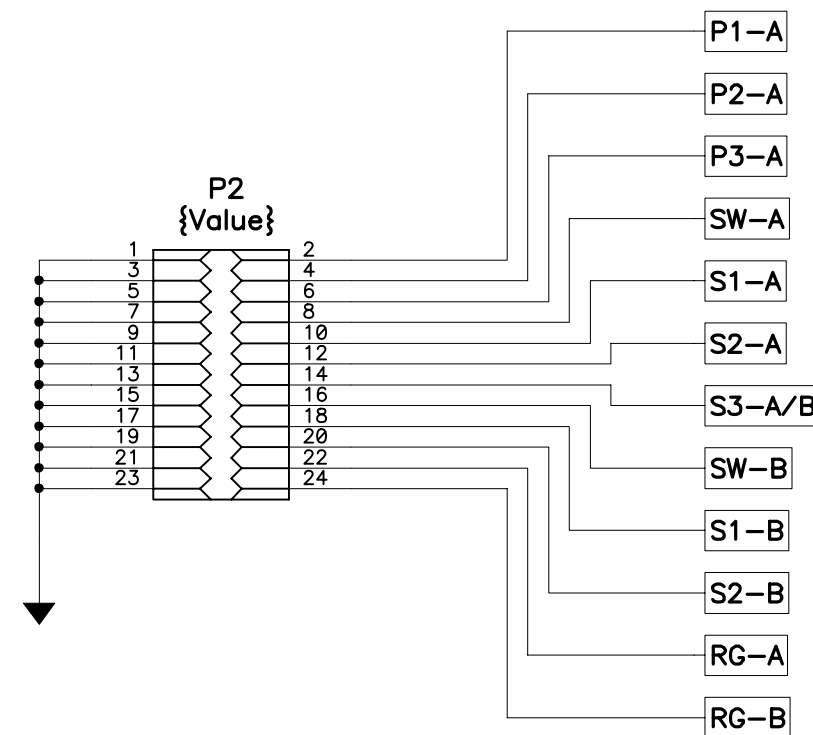 P1-A
P2-A
P3-A
P2
{Value}
SW-A
1 2
3 4
5 6
S1-A
7 8
9 10
11 12
S2-A
13 14
15 16
S3-A/B
17 18
19 20
21 22
SW-B
23 24
S1-B
S2-B
RG-A
RG-B